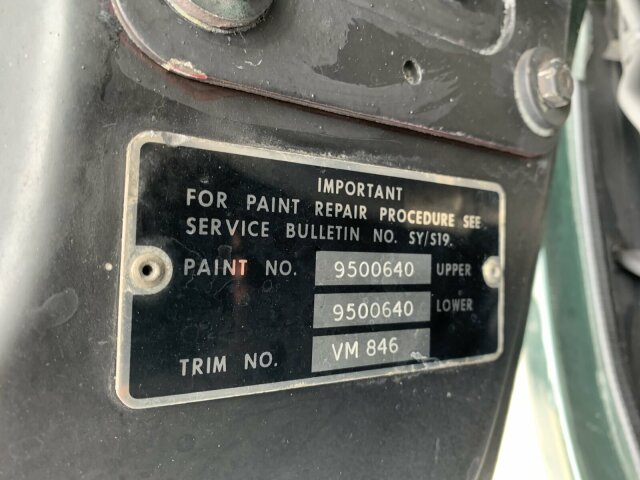 IMPORTANT
FOR PAINT REPAIR PROCEDURE SEE
SERVICE BULLETIN NO. SY/S19.
PAINT NO. 9500640 UPPER
9500640 LOWER
TRIM NO. VM 846